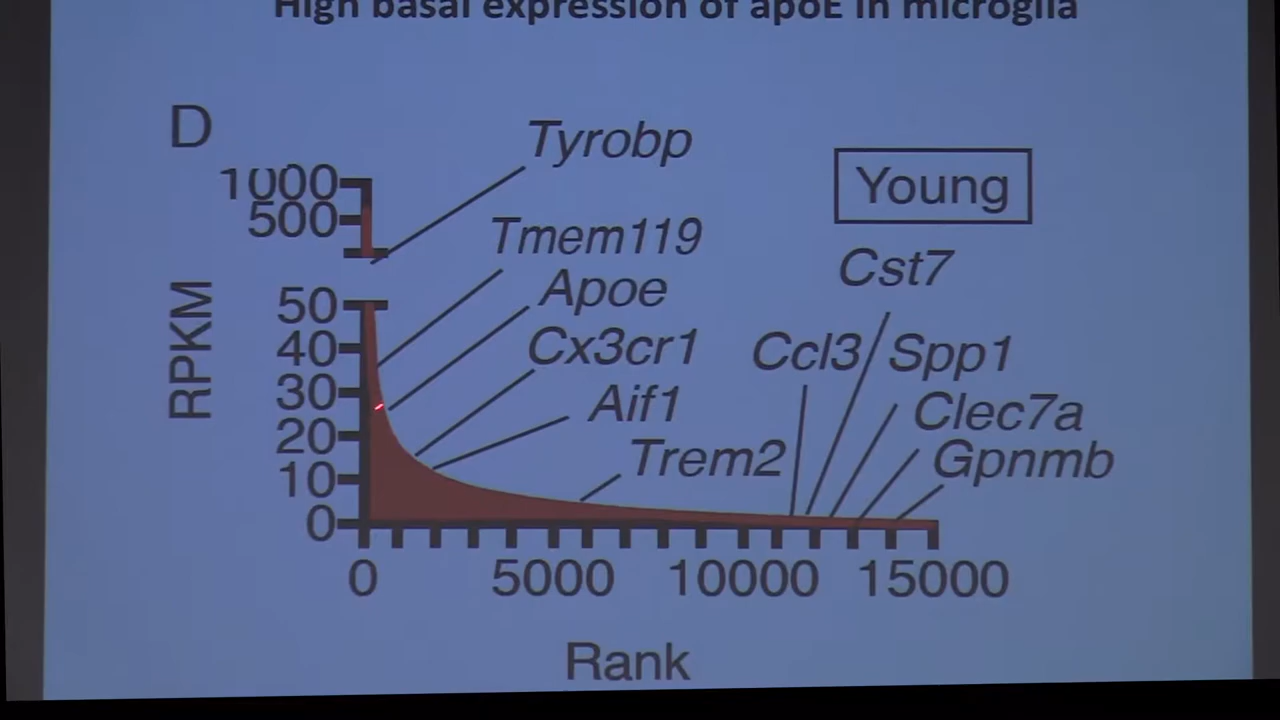 High basal expression of apoE in microglia
D
Tyrobp
1000
500
Young
Tmem119
Cst7
Apoe
50
Cx3cr1
Ccl3
Spp1
40
RPKM
30
Aif1
Clec7a
20
Trem2
Gpnmb
10
0
0 5000 10000 15000
Rank